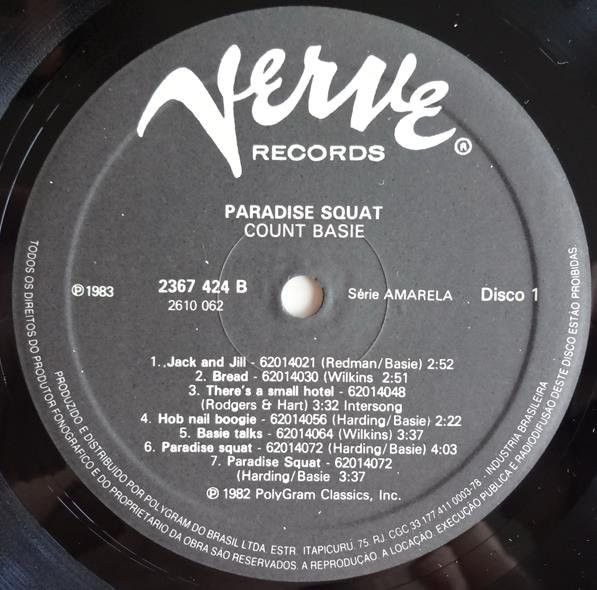 Verve
RECORDS ®
PARADISE SQUAT
COUNT BASIE
℗ 1983
2367 424 B
2610 062
Série AMARELA
Disco 1
1. Jack and Jill - 62014021 (Redman/Basie) 2:52
2. Bread - 62014030 (Wilkins 2:51
3. There's a small hotel - 62014048
(Rodgers & Hart) 3:32 Intersong
4. Hob nail boogie - 62014056 (Harding/Basie) 2:22
5. Basie talks - 62014064 (Wilkins) 3:37
6. Paradise squat - 62014072 (Harding/Basie) 4:03
7. Paradise Squat - 62014072
(Harding/Basie 3:37
℗ 1982 PolyGram Classics, Inc.
PRODUZIDO E DISTRIBUIDO POR POLYGRAM DO BRASIL LTDA. ESTR. ITAPICURÚ, 75 RJ. CGC 33 177 411 0003-78 - INDÚSTRIA BRASILEIRA
TODOS OS DIREITOS DO PRODUTOR FONOGRÁFICO E DO PROPRIETÁRIO DA OBRA SÃO RESERVADOS. A REPRODUÇÃO, A LOCAÇÃO, EXECUÇÃO PUBLICA E RADIODIFUSÃO DESTE DISCO ESTÃO PROIBIDAS.